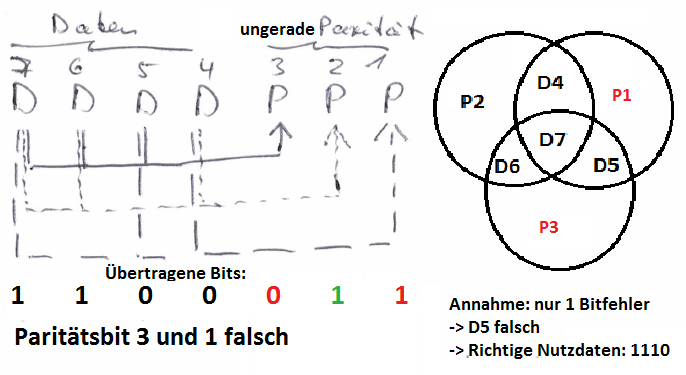 Daten ungerade Parität
7 6 5 4 3 2 1
D D D D P P P
Übertragene Bits:
1 1 0 0 0 1 1
Paritätsbit 3 und 1 falsch
P2 D4 P1
D7
D6 D5
P3
Annahme: nur 1 Bitfehler
-> D5 falsch
-> Richtige Nutzdaten: 1110